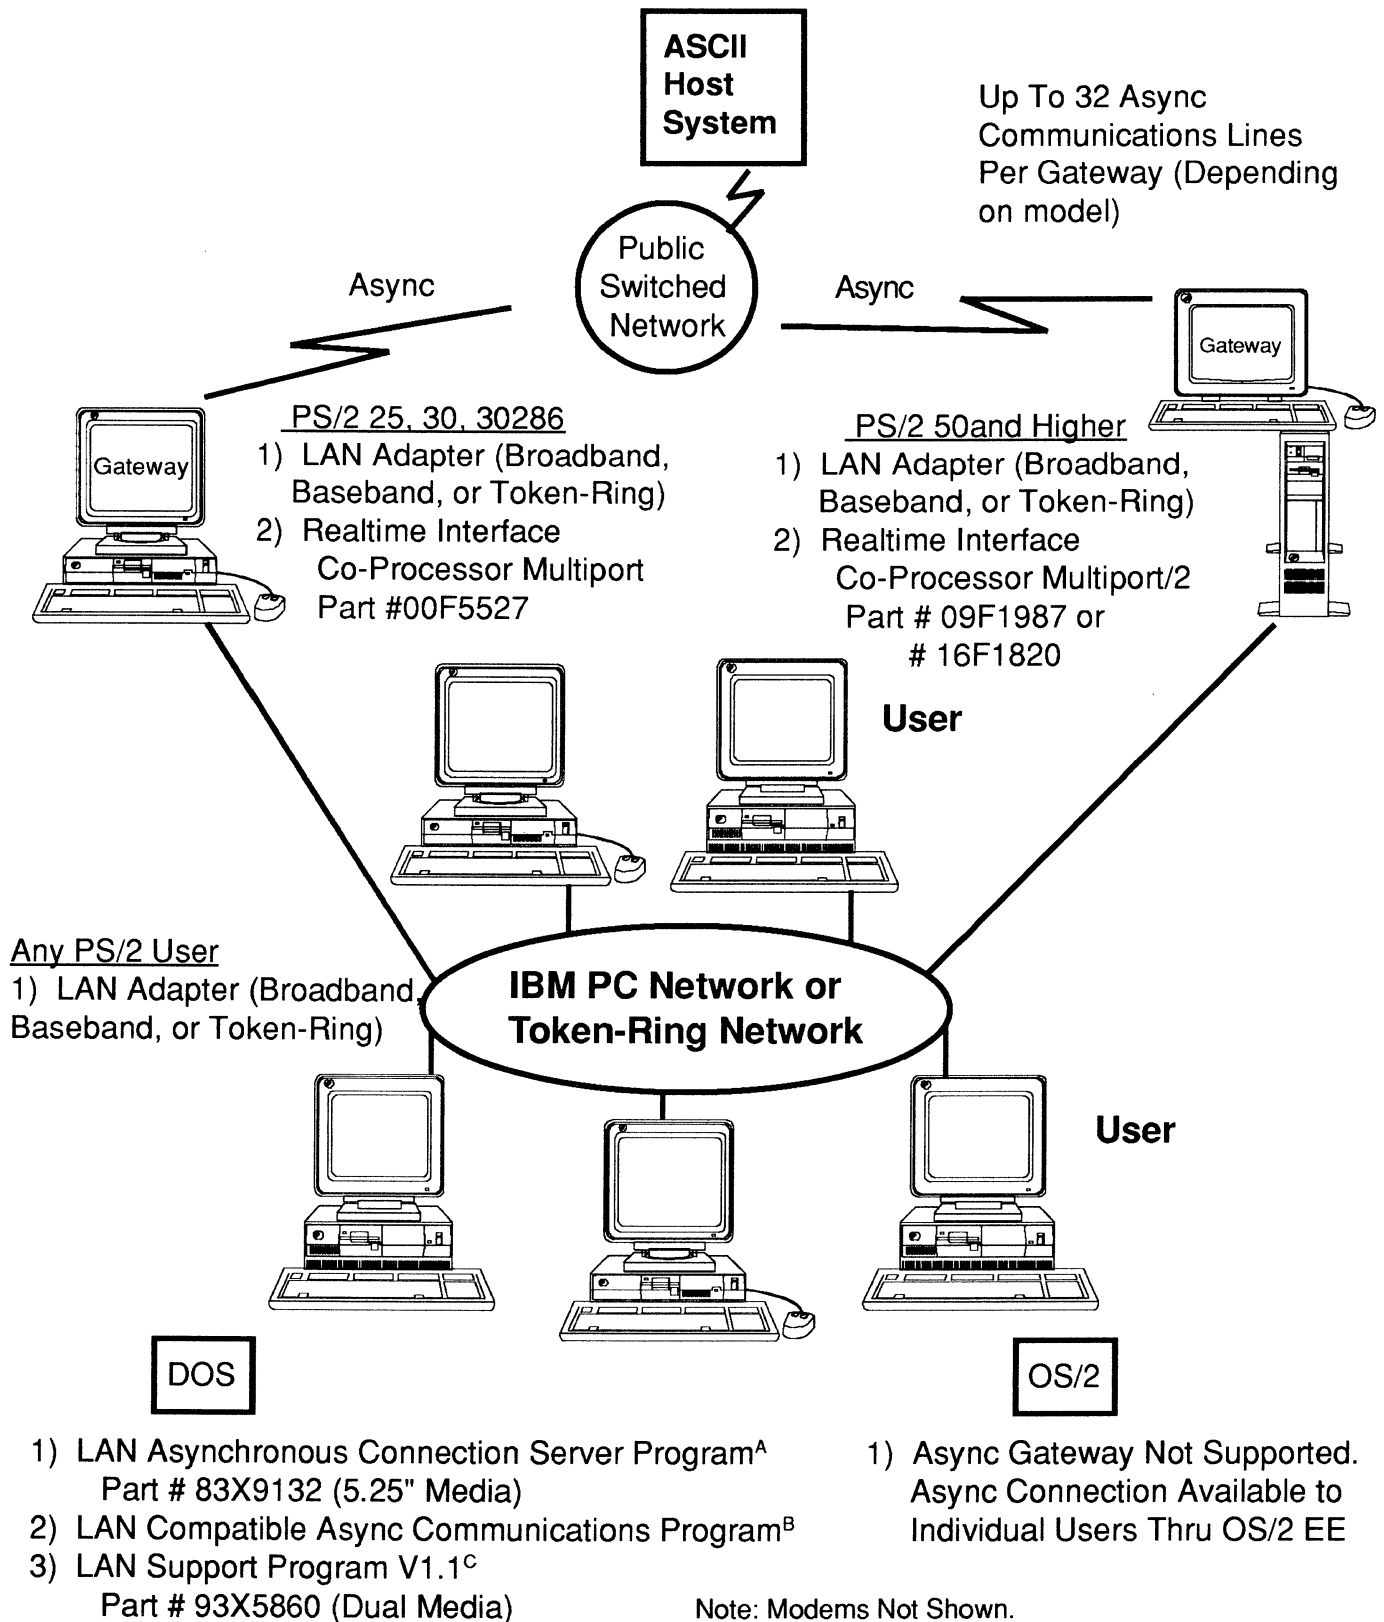 ASCII
Host
System
Up To 32 Async
Communications Lines
Per Gateway (Depending
on model)
Public
Switched
Network
Async
Async
Gateway
Gateway
PS/2 25, 30, 30286
1) LAN Adapter (Broadband,
Baseband, or Token-Ring)
2) Realtime Interface
Co-Processor Multiport
Part #00F5527
PS/2 50and Higher
1) LAN Adapter (Broadband,
Baseband, or Token-Ring)
2) Realtime Interface
Co-Processor Multiport/2
Part # 09F1987 or
# 16F1820
User
Any PS/2 User
1) LAN Adapter (Broadband,
Baseband, or Token-Ring)
IBM PC Network or
Token-Ring Network
User
DOS
1) LAN Asynchronous Connection Server Programᴬ
Part # 83X9132 (5.25" Media)
2) LAN Compatible Async Communications Programᴮ
3) LAN Support Program V1.1ᶜ
Part # 93X5860 (Dual Media)
OS/2
1) Async Gateway Not Supported.
Async Connection Available to
Individual Users Thru OS/2 EE
Note: Modems Not Shown.